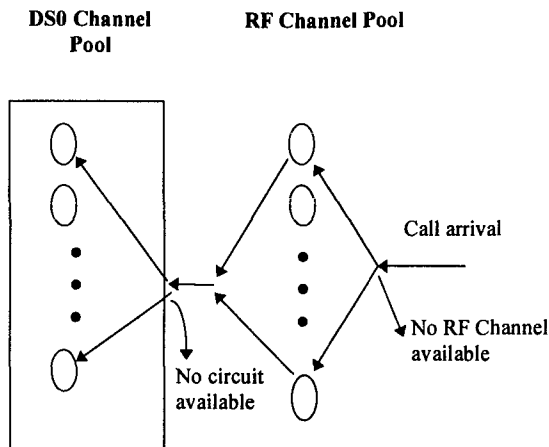 DS0 Channel
Pool
RF Channel Pool
Call arrival
No RF Channel
available
No circuit
available